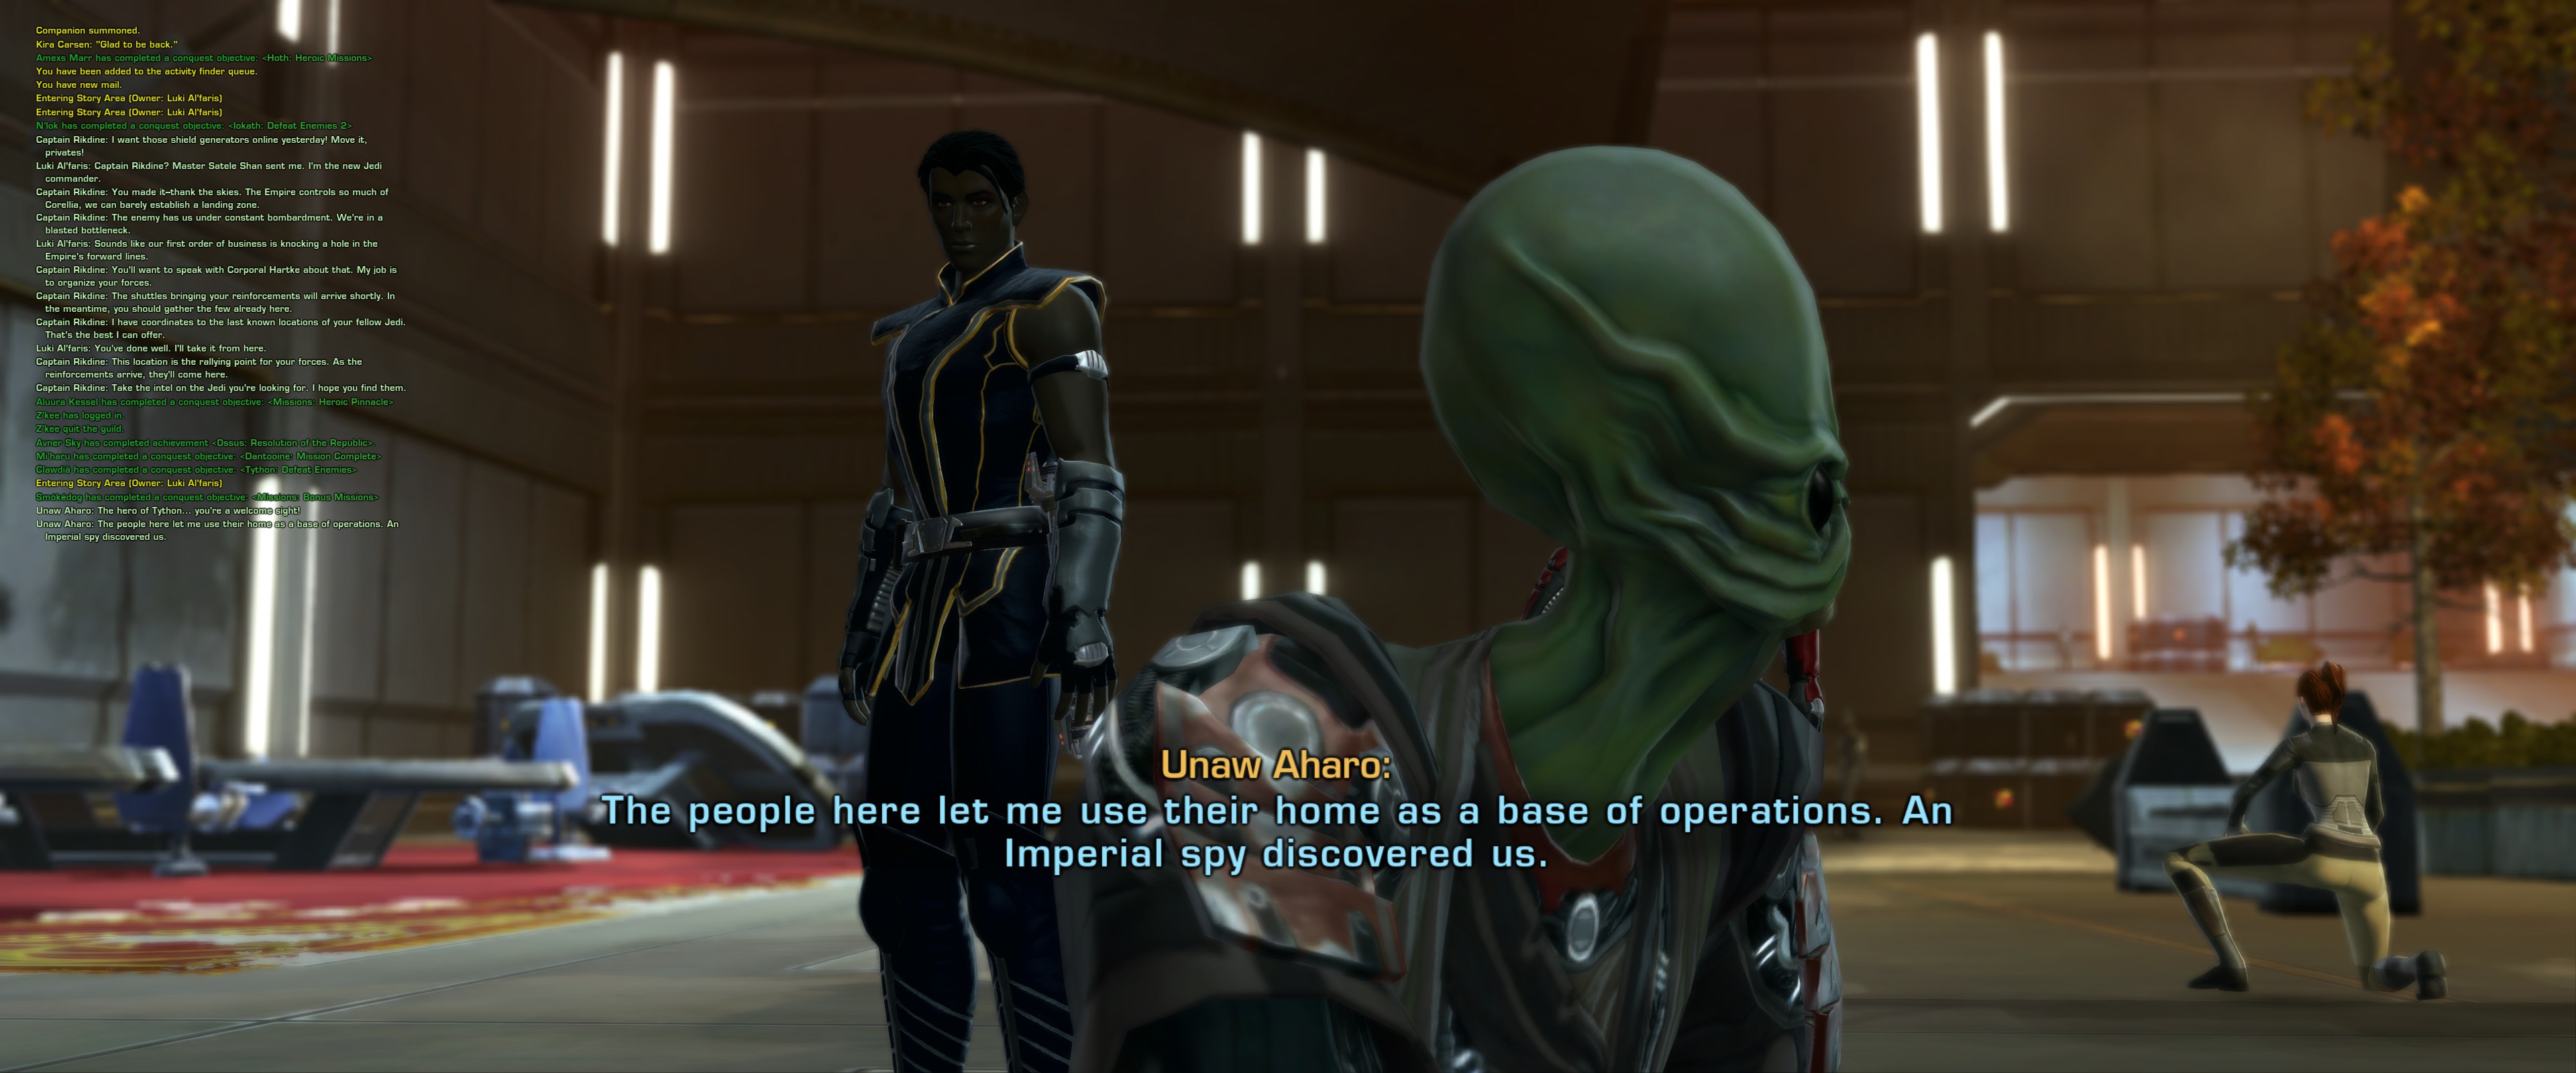 Companion summoned.
Kira Carsen: "Glad to be back."
Amexs Marr has completed a conquest objective: <Hoth: Heroic Missions>
You have been added to the activity finder queue.
You have new mail.
Entering Story Area (Owner: Luki Al'faris)
Entering Story Area (Owner: Luki Al'faris)
N'lok has completed a conquest objective: <Iokath: Defeat Enemies 2>
Captain Rikdine: I want those shield generators online yesterday! Move it,
privates!
Luki Al'faris: Captain Rikdine? Master Satele Shan sent me. I'm the new Jedi
commander.
Captain Rikdine: You made it–thank the skies. The Empire controls so much of
Corellia, we can barely establish a landing zone.
Captain Rikdine: The enemy has us under constant bombardment. We're in a
blasted bottleneck.
Luki Al'faris: Sounds like our first order of business is knocking a hole in the
Empire's forward lines.
Captain Rikdine: You'll want to speak with Corporal Hartke about that. My job is
to organize your forces.
Captain Rikdine: The shuttles bringing your reinforcements will arrive shortly. In
the meantime, you should gather the few already here.
Captain Rikdine: I have coordinates to the last known locations of your fellow Jedi.
That's the best I can offer.
Luki Al'faris: You've done well. I'll take it from here.
Captain Rikdine: This location is the rallying point for your forces. As the
reinforcements arrive, they'll come here.
Captain Rikdine: Take the intel on the Jedi you're looking for. I hope you find them.
Aluura Kessel has completed a conquest objective: <Missions: Heroic Pinnacle>
Z'kee has logged in.
Z'kee quit the guild.
Avner Sky has completed achievement <Ossus: Resolution of the Republic>.
Mi'haru has completed a conquest objective: <Dantooine: Mission Complete>
Clawdiã has completed a conquest objective: <Tython: Defeat Enemies>
Entering Story Area (Owner: Luki Al'faris)
Smökedog has completed a conquest objective: <Missions: Bonus Missions>
Unaw Aharo: The hero of Tython... you're a welcome sight!
Unaw Aharo: The people here let me use their home as a base of operations. An
Imperial spy discovered us.
Unaw Aharo:
The people here let me use their home as a base of operations. An
Imperial spy discovered us.